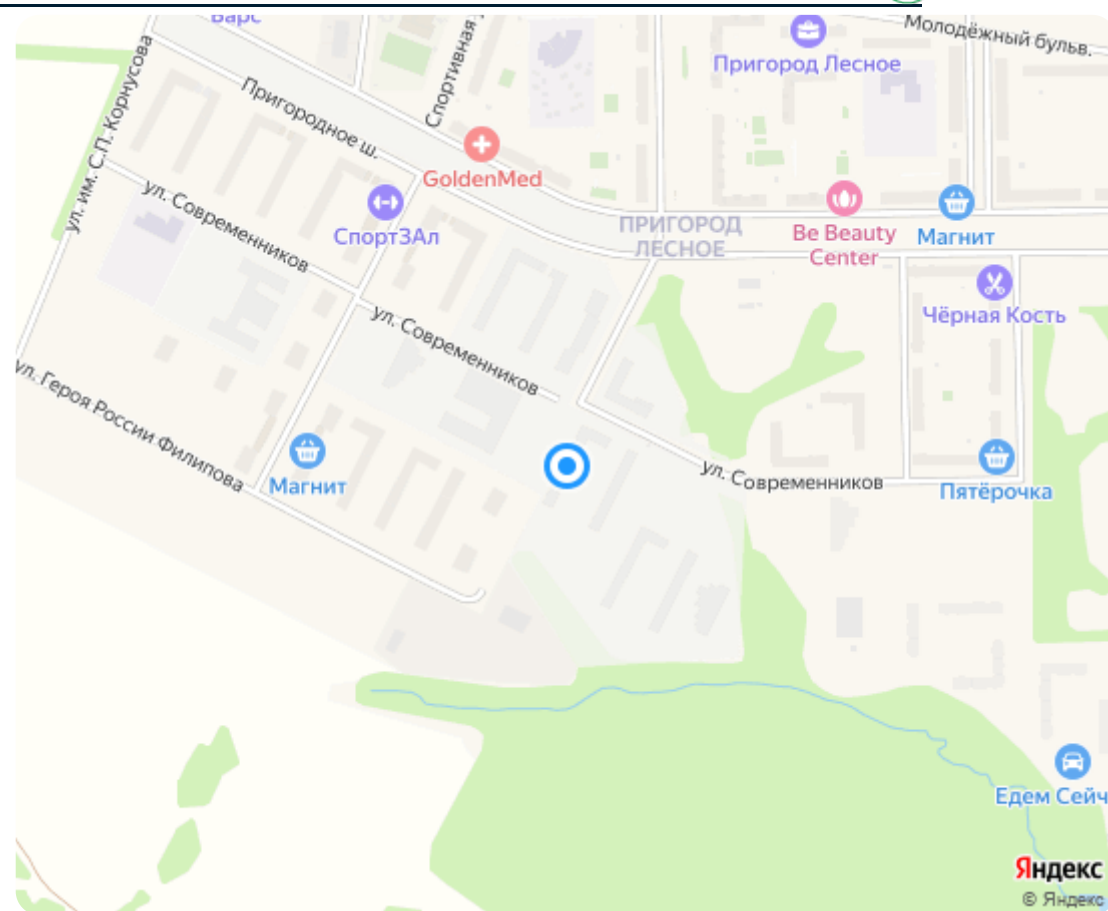 Барс
Молодёжный бульв.
Пригород Лесное
ул. им. С.П. Корнусова
Спортивная
Пригородное ш.
GoldenMed
ул. Современников
СпортЗАл
ПРИГОРОД
ЛЕСНОЕ
Be Beauty
Center
Магнит
Чёрная Кость
ул. Современников
ул. Героя России Филипова
Магнит
ул. Современников
Пятёрочка
Едем Сейч
Яндекс
© Яндекс